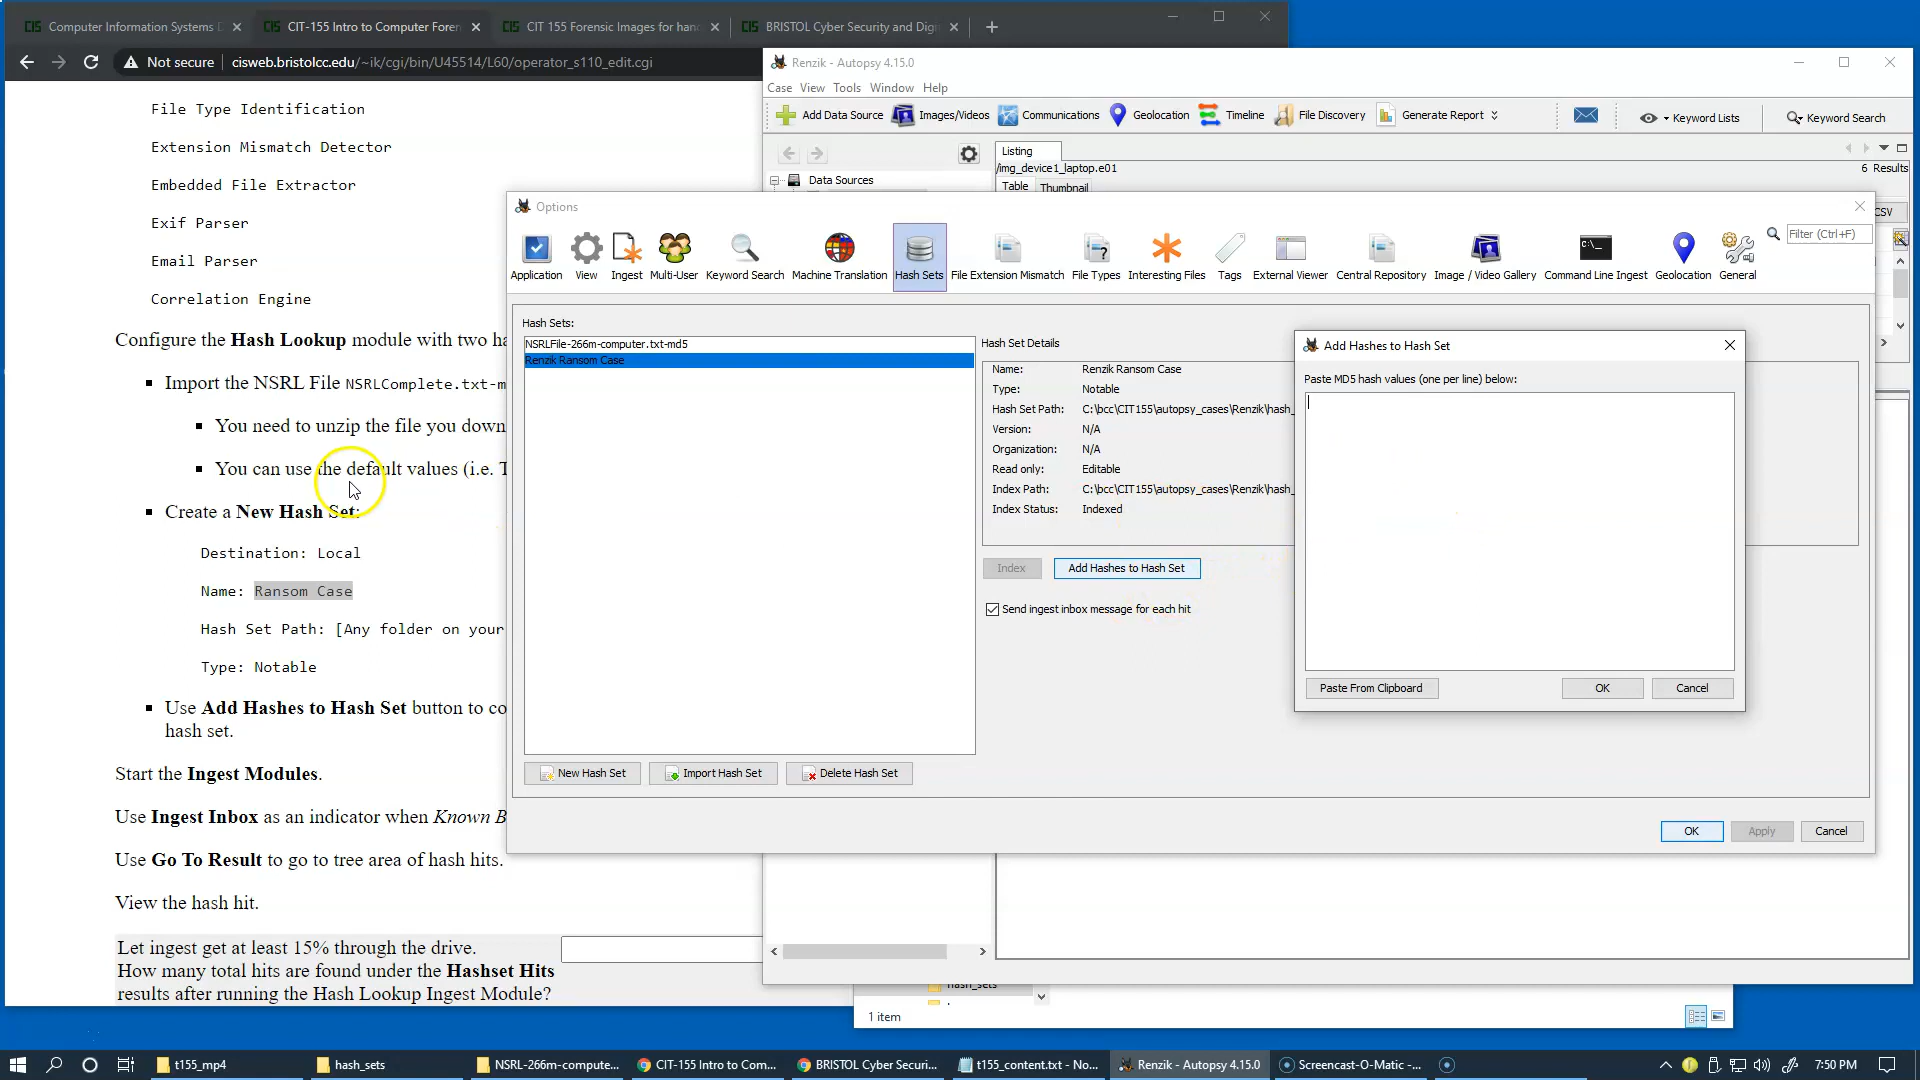 Computer Information Systems D
CIT-155 Intro to Computer Foren
CIT 155 Forensic Images for hand
BRISTOL Cyber Security and Digi
Not secure
cisweb.bristolcc.edu/~ik/cgi/bin/U45514/L60/operator_s110_edit.cgi
File Type Identification
Extension Mismatch Detector
Embedded File Extractor
Exif Parser
Email Parser
Correlation Engine
Configure the Hash Lookup module with two ha
Import the NSRL File NSRLComplete.txt-m
You need to unzip the file you down
You can use the default values (i.e. T
Create a New Hash Set:
Destination: Local
Name: Ransom Case
Hash Set Path: [Any folder on your
Type: Notable
Use Add Hashes to Hash Set button to co
hash set.
Start the Ingest Modules.
Use Ingest Inbox as an indicator when Known B
Use Go To Result to go to tree area of hash hits.
View the hash hit.
Let ingest get at least 15% through the drive.
How many total hits are found under the Hashset Hits
results after running the Hash Lookup Ingest Module?
Renzik - Autopsy 4.15.0
Case View Tools Window Help
Add Data Source Images/Videos Communications Geolocation Timeline File Discovery Generate Report Keyword Lists Keyword Search
Listing
Data Sources
/img_device1_laptop.e01
6 Results
Table Thumbnail
CSV
Options
Filter (Ctrl+F)
Application View Ingest Multi-User Keyword Search Machine Translation Hash Sets File Extension Mismatch File Types Interesting Files Tags External Viewer Central Repository Image / Video Gallery Command Line Ingest Geolocation General
Hash Sets:
NSRLFile-266m-computer.txt-md5
Renzik Ransom Case
New Hash Set Import Hash Set Delete Hash Set
Hash Set Details
Name: Renzik Ransom Case
Type: Notable
Hash Set Path: C:\bcc\CIT155\autopsy_cases\Renzik\hash_
Version: N/A
Organization: N/A
Read only: Editable
Index Path: C:\bcc\CIT155\autopsy_cases\Renzik\hash_
Index Status: Indexed
Index Add Hashes to Hash Set
Send ingest inbox message for each hit
Add Hashes to Hash Set
Paste MD5 hash values (one per line) below:
Paste From Clipboard OK Cancel
OK Apply Cancel
hash_sets
1 item
t155_mp4
hash_sets
NSRL-266m-compute...
CIT-155 Intro to Com...
BRISTOL Cyber Securi...
t155_content.txt - No...
Renzik - Autopsy 4.15.0
Screencast-O-Matic -...
7:50 PM